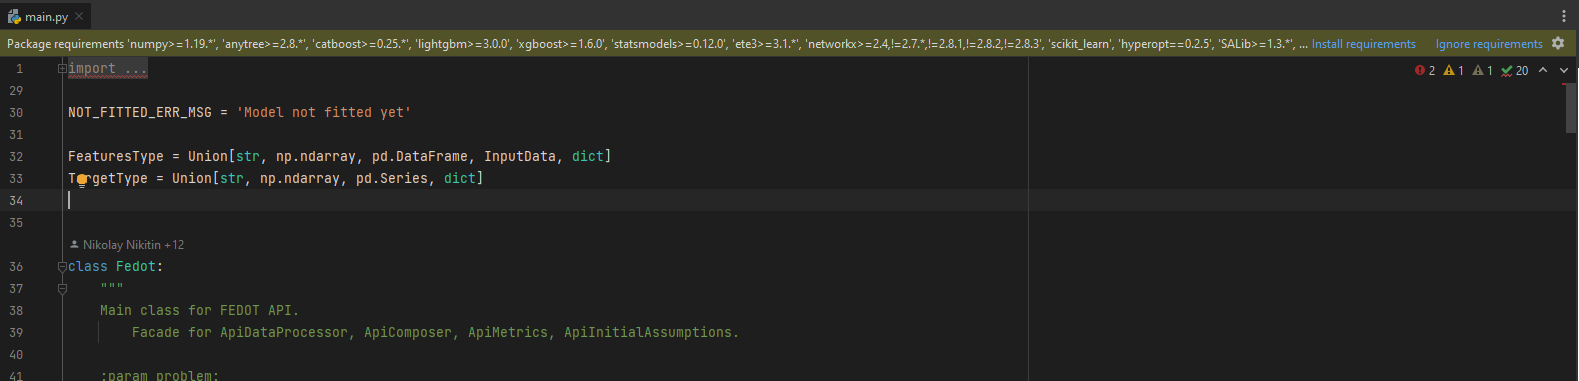 main.py
Package requirements 'numpy>=1.19.*', 'anytree>=2.8.*', 'catboost>=0.25.*', 'lightgbm>=3.0.0', 'xgboost>=1.6.0', 'statsmodels>=0.12.0', 'ete3>=3.1.*', 'networkx>=2.4,!=2.7.*,!=2.8.1,!=2.8.2,!=2.8.3', 'scikit_learn', 'hyperopt==0.2.5', 'SALib>=1.3.*', ... Install requirements Ignore requirements
1 import ... 2 1 1 20
29
30 NOT_FITTED_ERR_MSG = 'Model not fitted yet'
31
32 FeaturesType = Union[str, np.ndarray, pd.DataFrame, InputData, dict]
33 TargetType = Union[str, np.ndarray, pd.Series, dict]
34
35
Nikolay Nikitin +12
36 class Fedot:
37 """
38 Main class for FEDOT API.
39 Facade for ApiDataProcessor, ApiComposer, ApiMetrics, ApiInitialAssumptions.
40
41 :param problem: